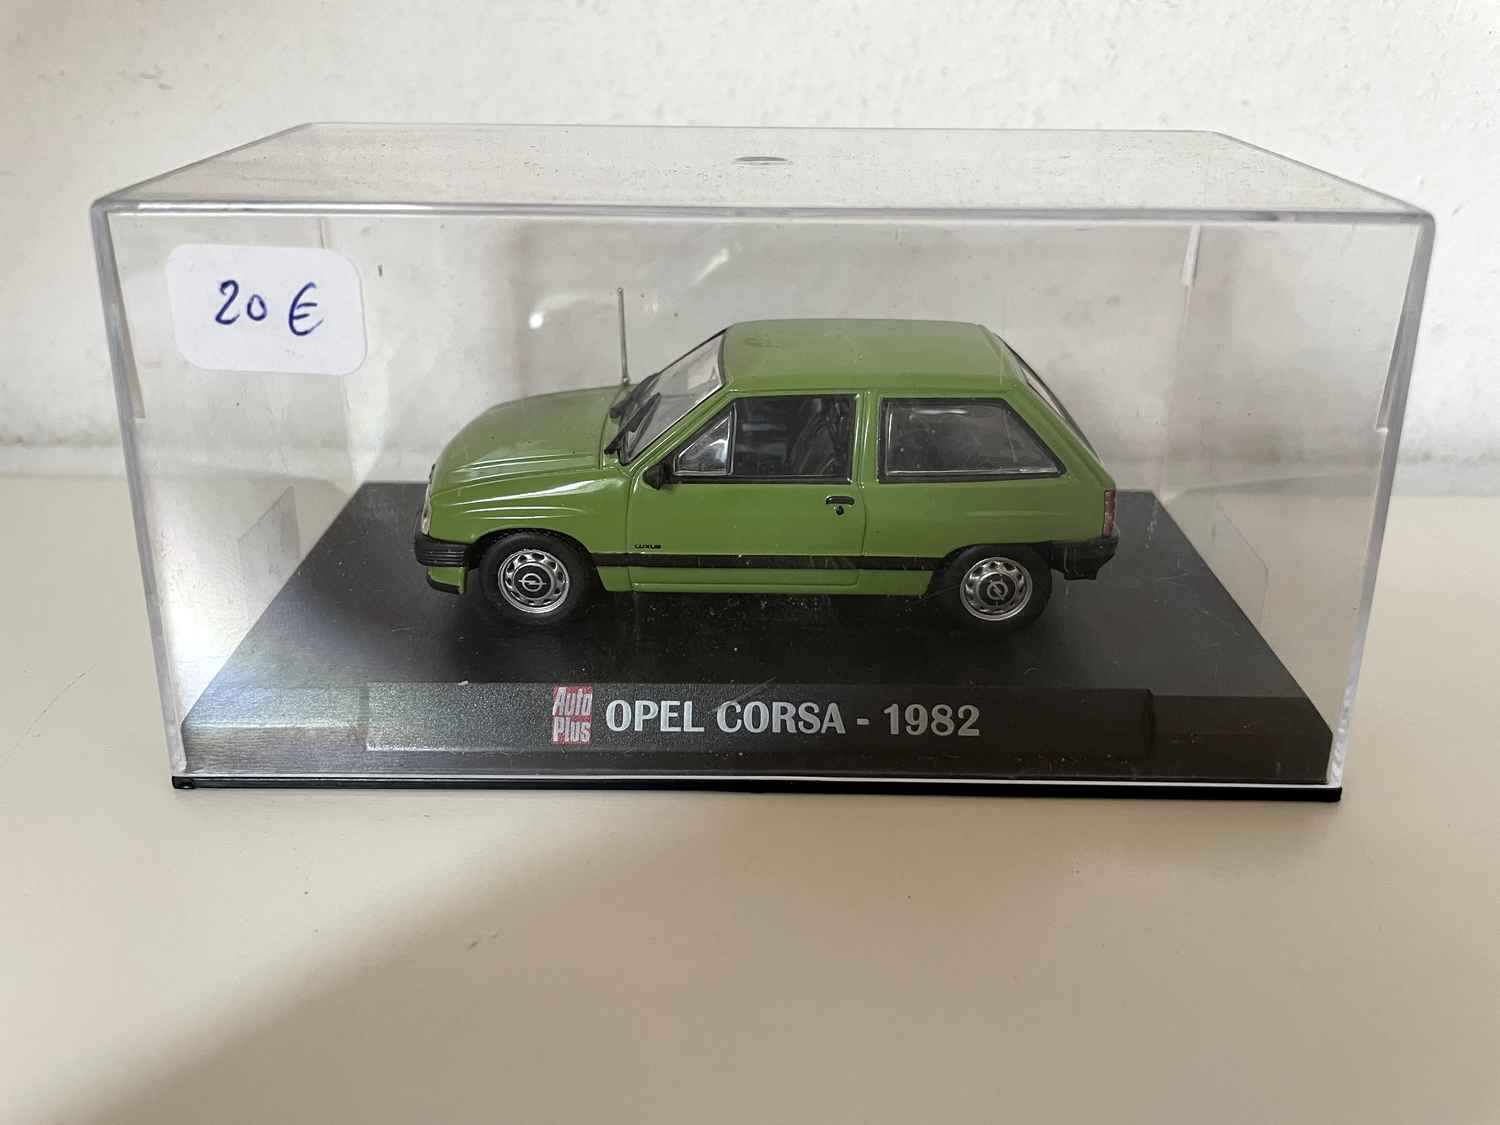 20 €
LUXUS
Auto
Plus
OPEL CORSA - 1982